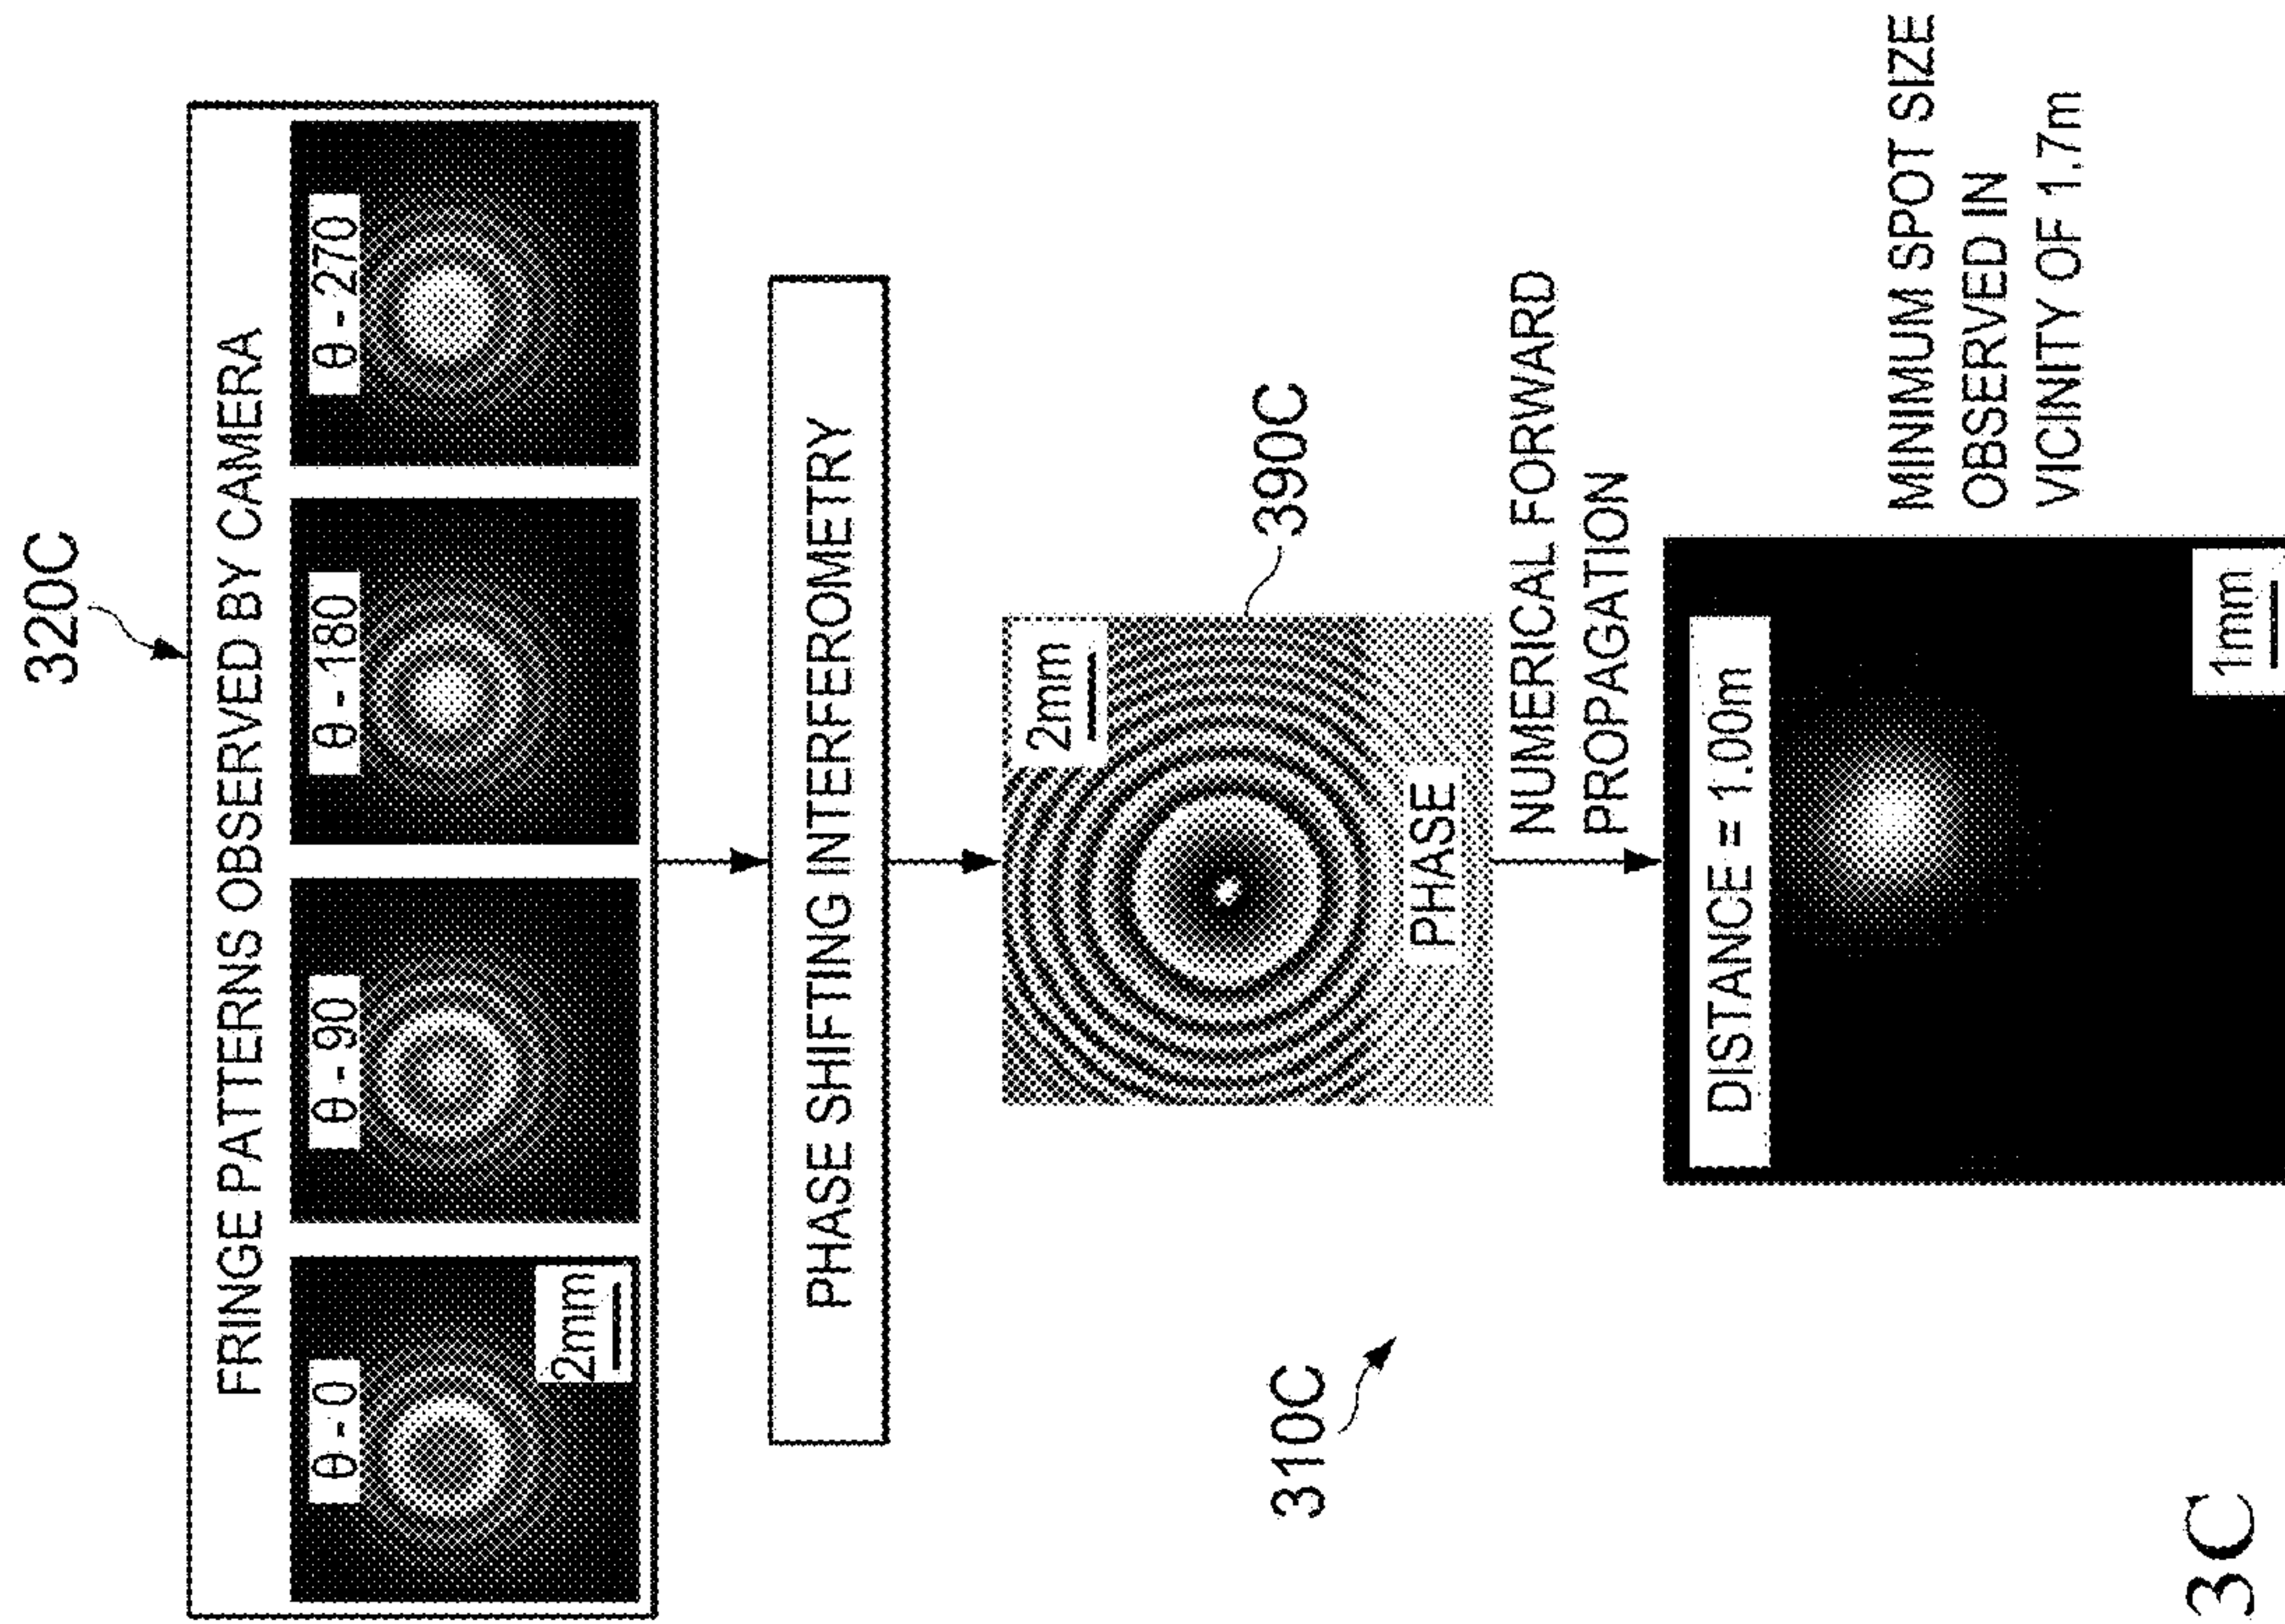 320C
FRINGE PATTERNS OBSERVED BY CAMERA
θ - 0
θ - 90
θ - 180
θ - 270
2mm
PHASE SHIFTING INTERFEROMETRY
310C
2mm
PHASE
390C
NUMERICAL FORWARD
PROPAGATION
DISTANCE = 1.00m
1mm
MINIMUM SPOT SIZE
OBSERVED IN
VICINITY OF 1.7m
3C